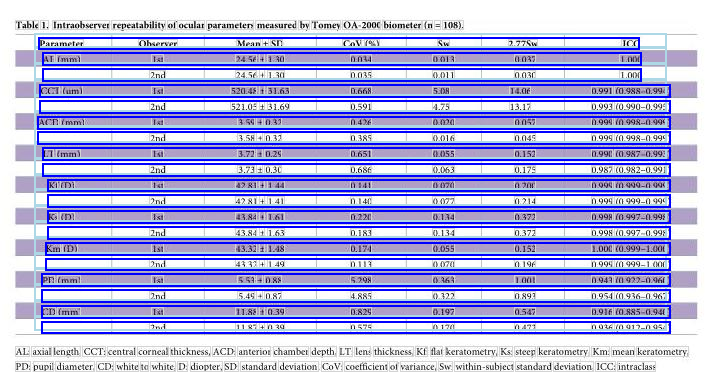 Table 1. Intraobserver repeatability of ocular parameters measured by Tomey OA-2000 biometer (n = 108).
Parameter Observer Mean ± SD CoV (%) Sw 2.77Sw ICC
AL (mm) 1st 24.56 ± 1.30 0.034 0.013 0.037 1.000
2nd 24.56 ± 1.30 0.035 0.011 0.030 1.000
CCT (um) 1st 520.48 ± 31.63 0.668 5.08 14.06 0.991 (0.988–0.994
2nd 521.05 ± 31.69 0.591 4.75 13.17 0.993 (0.990–0.995
ACD (mm) 1st 3.59 ± 0.32 0.426 0.020 0.057 0.999 (0.998–0.999
2nd 3.58 ± 0.32 0.385 0.016 0.045 0.999 (0.998–0.999
LT (mm) 1st 3.72 ± 0.29 0.651 0.055 0.152 0.990 (0.987–0.993
2nd 3.73 ± 0.30 0.686 0.063 0.175 0.987 (0.982–0.991
Kf (D) 1st 42.83 ± 1.44 0.141 0.070 0.200 0.999 (0.999–0.999
2nd 42.81 ± 1.41 0.140 0.077 0.214 0.999 (0.999–0.999
Ks (D) 1st 43.84 ± 1.61 0.220 0.134 0.372 0.998 (0.997–0.998
2nd 43.84 ± 1.63 0.183 0.134 0.372 0.998 (0.997–0.998
Km (D) 1st 43.32 ± 1.48 0.174 0.055 0.152 1.000 (0.999–1.000
2nd 43.32 ± 1.49 0.113 0.070 0.196 0.999 (0.999–1.000
PD (mm) 1st 5.53 ± 0.88 5.298 0.363 1.001 0.943 (0.922–0.960
2nd 5.49 ± 0.87 4.885 0.322 0.893 0.954 (0.936–0.967
CD (mm) 1st 11.88 ± 0.39 0.829 0.197 0.547 0.916 (0.885–0.940
2nd 11.87 ± 0.39 0.575 0.170 0.472 0.936 (0.912–0.954
AL: axial length, CCT: central corneal thickness, ACD: anterior chamber depth, LT: lens thickness, Kf: flat keratometry, Ks: steep keratometry, Km: mean keratometry,
PD: pupil diameter, CD: white to white, D: diopter, SD: standard deviation, CoV: coefficient of variance, Sw: within-subject standard deviation, ICC: intraclass